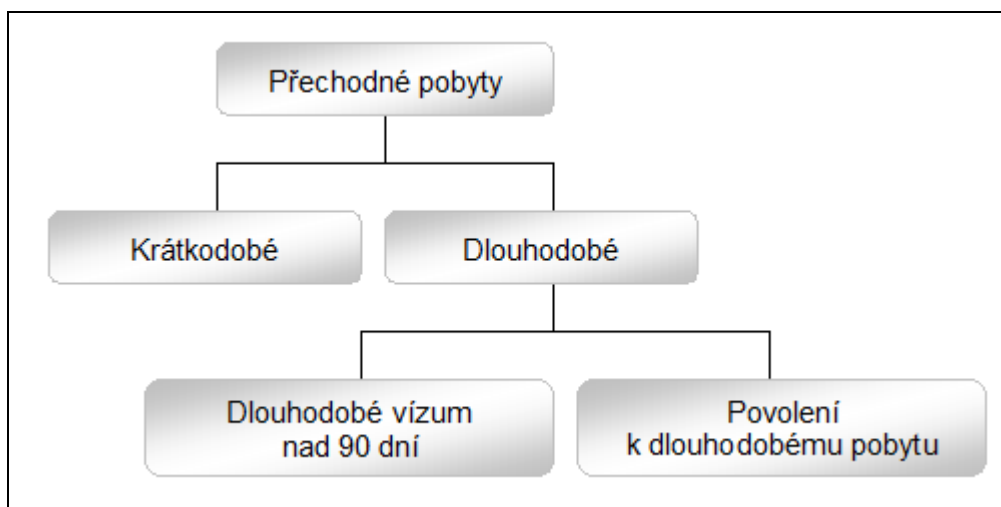 Přechodné pobyty
Krátkodobé
Dlouhodobé
Dlouhodobé vízum
nad 90 dní
Povolení
k dlouhodobému pobytu